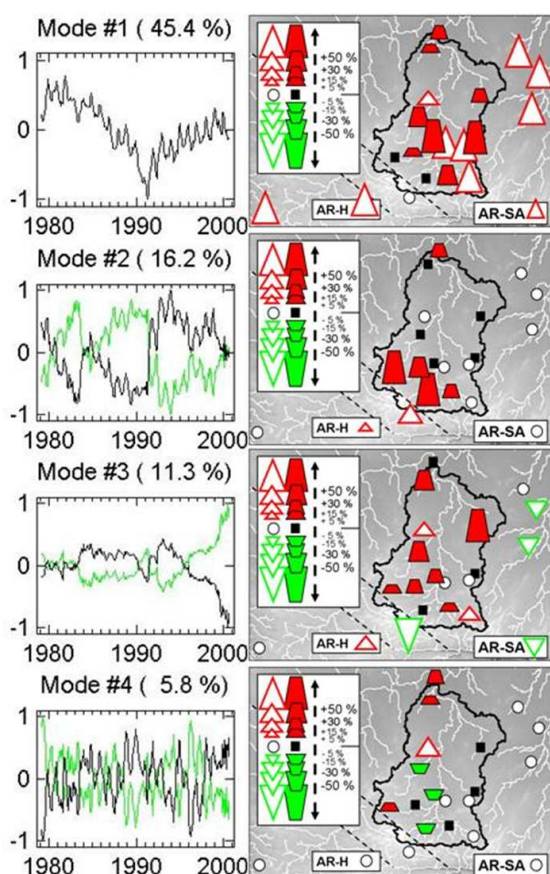 Mode #1 ( 45.4 %)
1
0
-1
1980
1990
2000
+50 %
+30 %
+ 15 %
+ 5 %
- 5 %
-15 %
-30 %
-50 %
AR-H
AR-SA
Mode #2 ( 16.2 %)
1
0
-1
1980
1990
2000
+50 %
+30 %
+ 15 %
+ 5 %
- 5 %
-15 %
-30 %
-50 %
AR-H
AR-SA
Mode #3 ( 11.3 %)
1
0
-1
1980
1990
2000
+50 %
+30 %
+ 15 %
+ 5 %
- 5 %
-15 %
-30 %
-50 %
AR-H
AR-SA
Mode #4 ( 5.8 %)
1
0
-1
1980
1990
2000
+50 %
+30 %
+ 15 %
+ 5 %
- 5 %
-15 %
-30 %
-50 %
AR-H
AR-SA